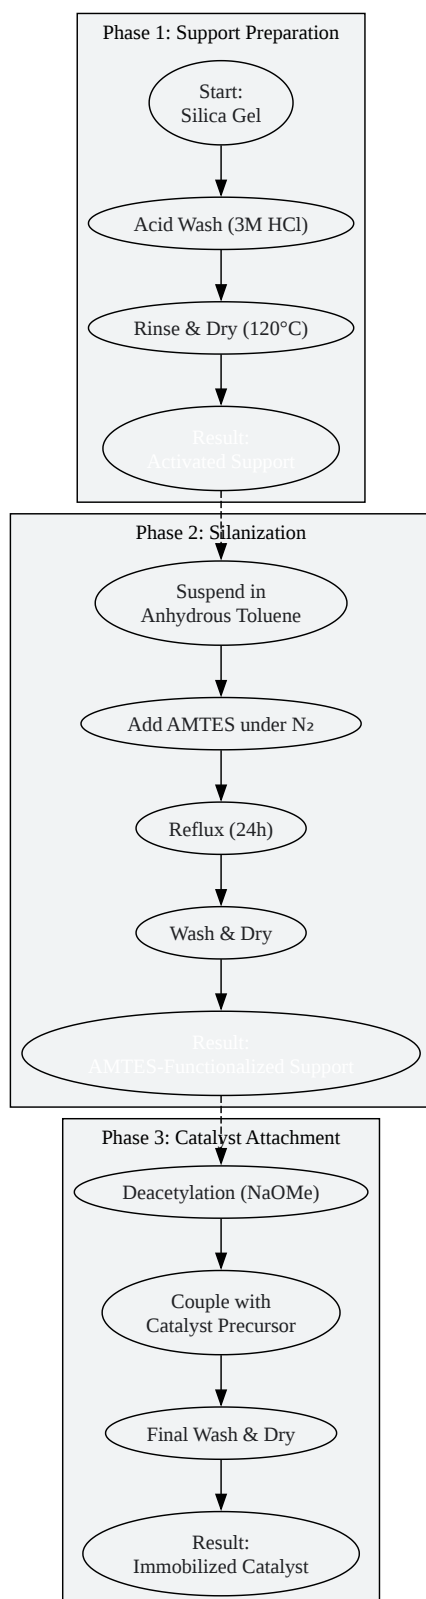 Phase 1: Support Preparation
Start:
Silica Gel
Acid Wash (3M HCl)
Rinse & Dry (120°C)
Result:
Activated Support
Phase 2: Silanization
Suspend in
Anhydrous Toluene
Add AMTES under N₂
Reflux (24h)
Wash & Dry
Result:
AMTES-Functionalized Support
Phase 3: Catalyst Attachment
Deacetylation (NaOMe)
Couple with
Catalyst Precursor
Final Wash & Dry
Result:
Immobilized Catalyst